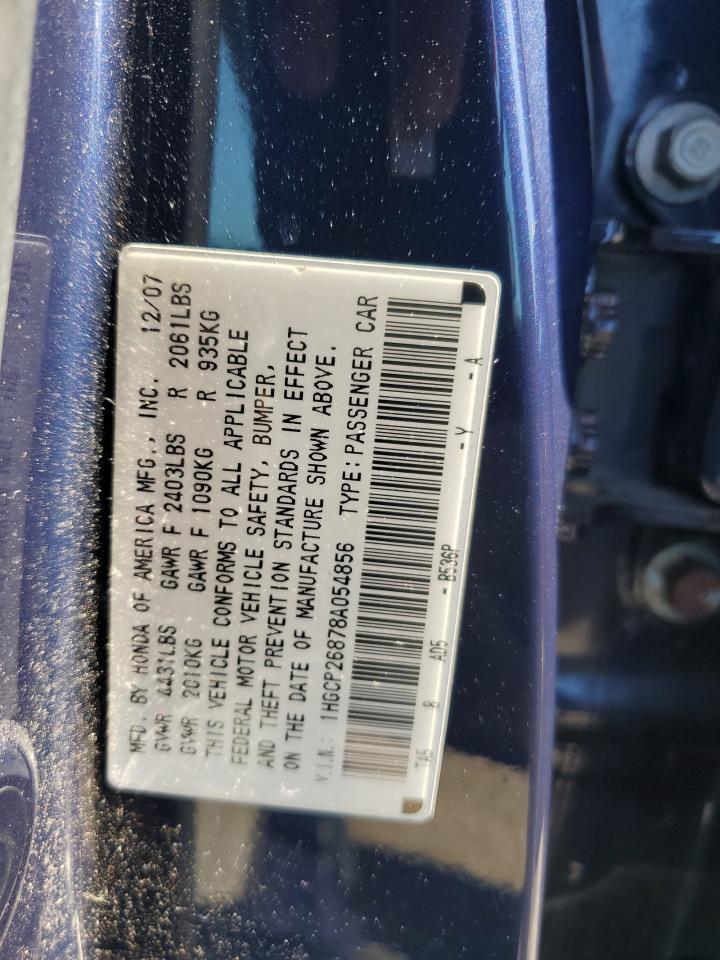 MFD. BY HONDA OF AMERICA MFG., INC. 12/07
GVWR 4431LBS GAWR F 2403LBS R 2061LBS
GVWR 2010KG GAWR F 1090KG R 935KG
THIS VEHICLE CONFORMS TO ALL APPLICABLE
FEDERAL MOTOR VEHICLE SAFETY, BUMPER,
AND THEFT PREVENTION STANDARDS IN EFFECT
ON THE DATE OF MANUFACTURE SHOWN ABOVE.
V.I.N.: 1HGCP26878A054856 TYPE:PASSENGER CAR
TA5 8 AD5 - B536P - Y - A